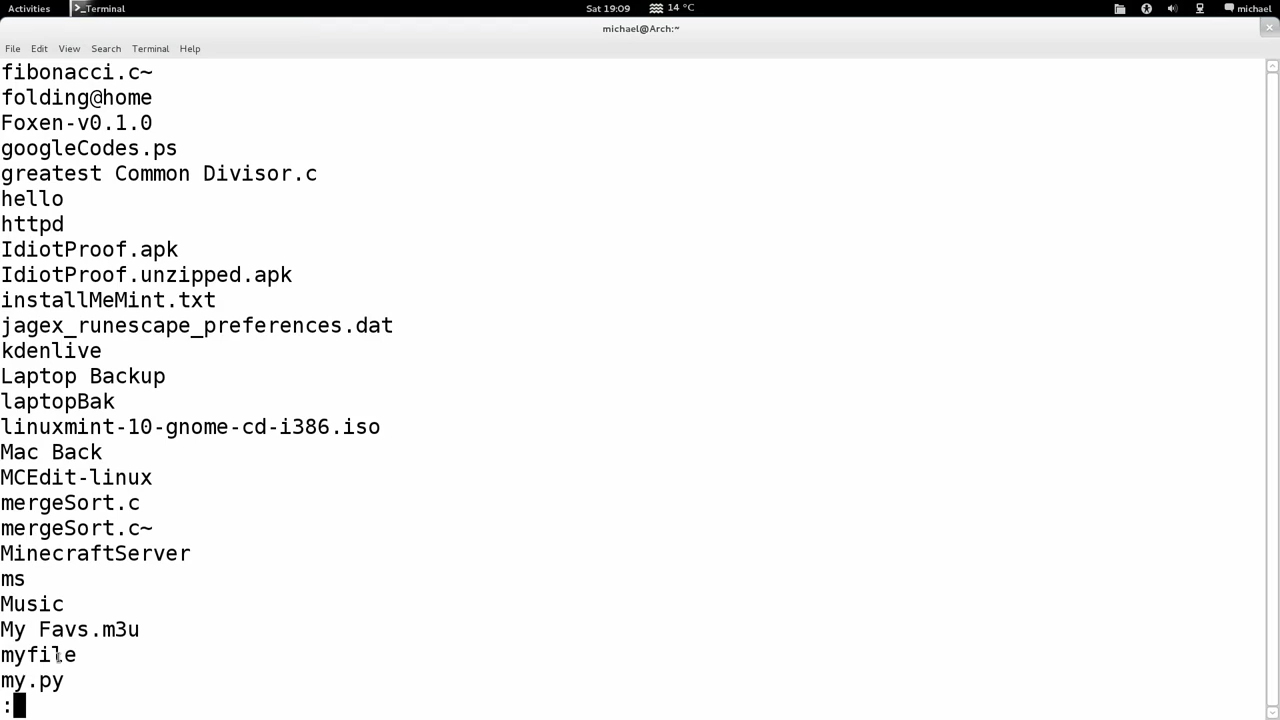 Activities Terminal Sat 19:09 14 °C michael
michael@Arch:~
File Edit View Search Terminal Help
fibonacci.c~
folding@home
Foxen-v0.1.0
googleCodes.ps
greatest Common Divisor.c
hello
httpd
IdiotProof.apk
IdiotProof.unzipped.apk
installMeMint.txt
jagex_runescape_preferences.dat
kdenlive
Laptop Backup
laptopBak
linuxmint-10-gnome-cd-i386.iso
Mac Back
MCEdit-linux
mergeSort.c
mergeSort.c~
MinecraftServer
ms
Music
My Favs.m3u
myfile
my.py
: